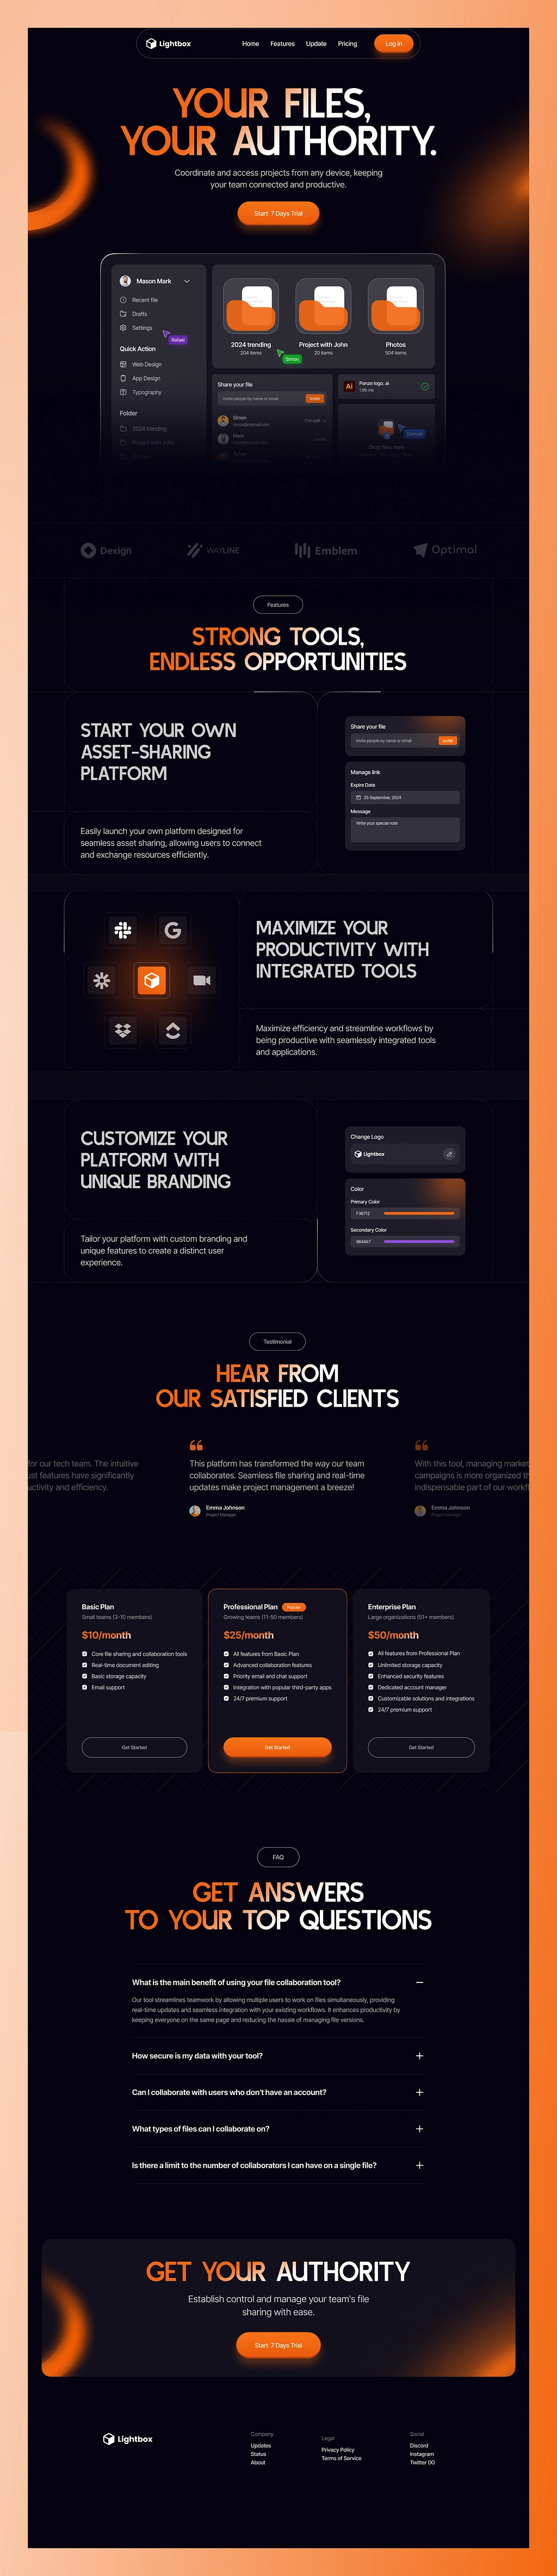 Lightbox
Home
Features
Update
Pricing
Log in
YOUR FILES,
YOUR AUTHORITY.
Coordinate and access projects from any device, keeping
your team connected and productive.
Start 7 Days Trial
Mason Mark
Recent file
Drafts
Settings
Rafael
Quick Action
Web Design
App Design
Typography
Folder
2024 trending
Project with John
2024 trending
204 items
Project with John
20 items
Photos
504 items
Simon
Share your file
Invite people by name or email
Invite
Simon
simon@mymail.com
Can edit
Mark
Panze logo. ai
1.89 mo
Drop files here
Dexign
WAYLINE
Emblem
Optimal
Features
STRONG TOOLS,
ENDLESS OPPORTUNITIES
START YOUR OWN
ASSET-SHARING
PLATFORM
Easily launch your own platform designed for
seamless asset sharing, allowing users to connect
and exchange resources efficiently.
Share your file
Invite people by name or email
Invite
Manage link
Expire Date
25 September, 2024
Message
Write your special note
MAXIMIZE YOUR
PRODUCTIVITY WITH
INTEGRATED TOOLS
Maximize efficiency and streamline workflows by
being productive with seamlessly integrated tools
and applications.
CUSTOMIZE YOUR
PLATFORM WITH
UNIQUE BRANDING
Tailor your platform with custom branding and
unique features to create a distinct user
experience.
Change Logo
Lightbox
Color
Primary Color
F36712
Secondary Color
964AE7
Testimonial
HEAR FROM
OUR SATISFIED CLIENTS
for our tech team. The intuitive
ust features have significantly
uctivity and efficiency.
This platform has transformed the way our team
collaborates. Seamless file sharing and real-time
updates make project management a breeze!
Emma Johnson
Project Manager
With this tool, managing market
campaigns is more organized th
indispensable part of our workf
Emma Johnson
Project Manager
Basic Plan
Small teams (3-10 members)
$10/month
Core file sharing and collaboration tools
Real-time document editing
Basic storage capacity
Email support
Get Started
Professional Plan
Popular
Growing teams (11-50 members)
$25/month
All features from Basic Plan
Advanced collaboration features
Priority email and chat support
Integration with popular third-party apps
24/7 premium support
Get Started
Enterprise Plan
Large organizations (51+ members)
$50/month
All features from Professional Plan
Unlimited storage capacity
Enhanced security features
Dedicated account manager
Customizable solutions and integrations
24/7 premium support
Get Started
FAQ
GET ANSWERS
TO YOUR TOP QUESTIONS
What is the main benefit of using your file collaboration tool?
Our tool streamlines teamwork by allowing multiple users to work on files simultaneously, providing
real-time updates and seamless integration with your existing workflows. It enhances productivity by
keeping everyone on the same page and reducing the hassle of managing file versions.
How secure is my data with your tool?
Can I collaborate with users who don't have an account?
What types of files can I collaborate on?
Is there a limit to the number of collaborators I can have on a single file?
GET YOUR AUTHORITY
Establish control and manage your team's file
sharing with ease.
Start 7 Days Trial
Lightbox
Company
Updates
Status
About
Legal
Privacy Policy
Terms of Service
Social
Discord
Instagram
Twitter (X)